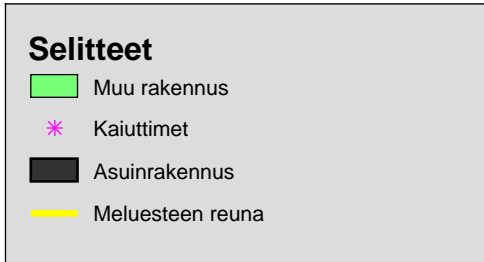 Selitteet
Muu rakennus
Kaiuttimet
Asuinrakennus
Meluesteen reuna